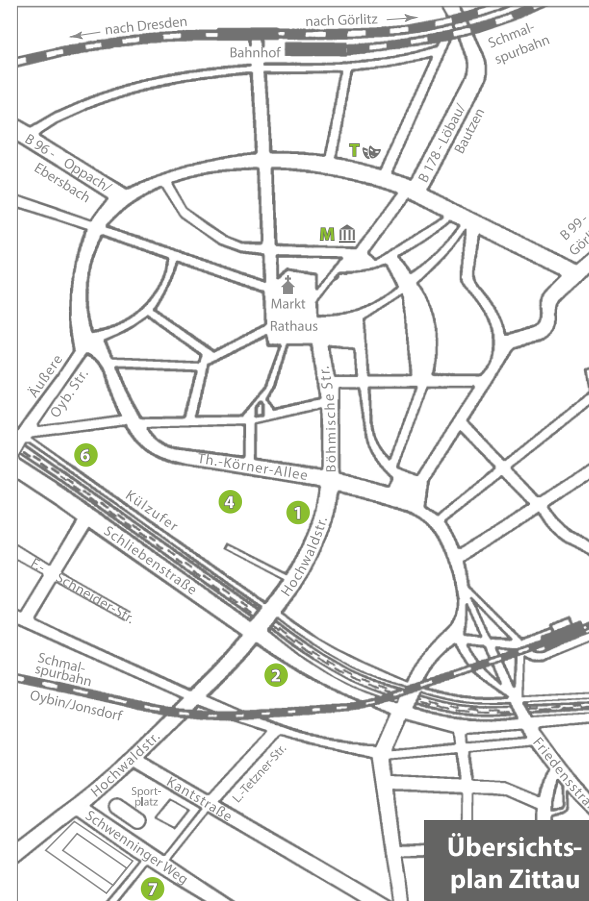 nach Dresden
nach Görlitz
Bahnhof
Schmal-
spurbahn
T
B 96 - Oppach/
Ebersbach
B 178 - Löbau/
Bautzen
M
B 99 -
Görli
Markt
Rathaus
Äußere
Oyb. Str.
Böhmische Str.
Th.-Körner-Allee
6
4
1
Külzufer
Schliebenstraße
Hochwaldstr.
F.- Schneider-Str.
2
Schmal-
spurbahn
Oybin/Jonsdorf
Hochwaldstr.
L.-Tetzner-Str.
Kantstraße
Sport-
platz
Schwenninger Weg
7
Friedensstraß
Übersichts-
plan Zittau